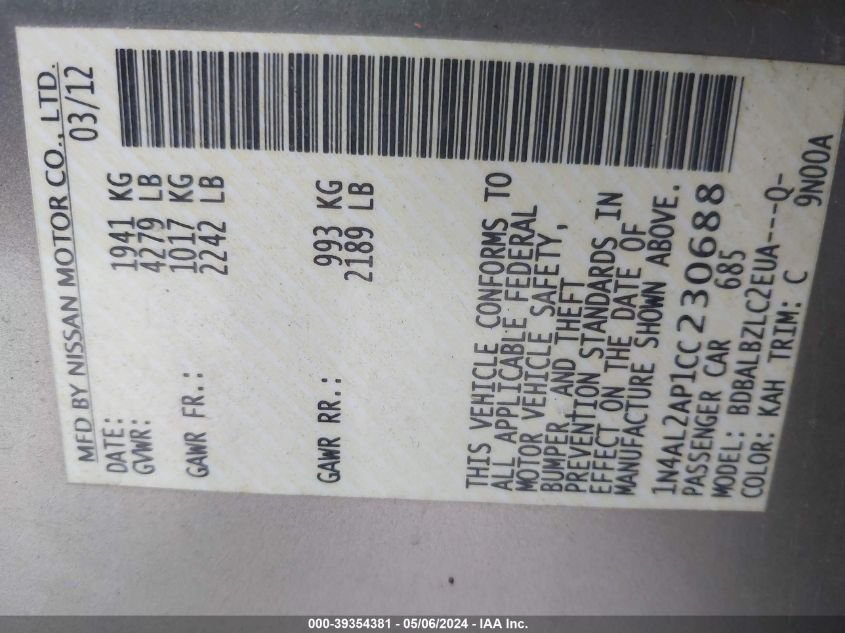 MFD BY NISSAN MOTOR CO., LTD.
DATE: 03/12
GVWR: 1941 KG
4279 LB
GAWR FR.: 1017 KG
2242 LB
GAWR RR.: 993 KG
2189 LB
THIS VEHICLE CONFORMS TO
ALL APPLICABLE FEDERAL
MOTOR VEHICLE SAFETY,
BUMPER AND THEFT
PREVENTION STANDARDS IN
EFFECT ON THE DATE OF
MANUFACTURE SHOWN ABOVE.
1N4AL2AP1CC230688
PASSENGER CAR 685
MODEL: BDBALBZLC2EUA---Q-
COLOR: KAH TRIM: C 9N00A
000-39354381 - 05/06/2024 - IAA Inc.